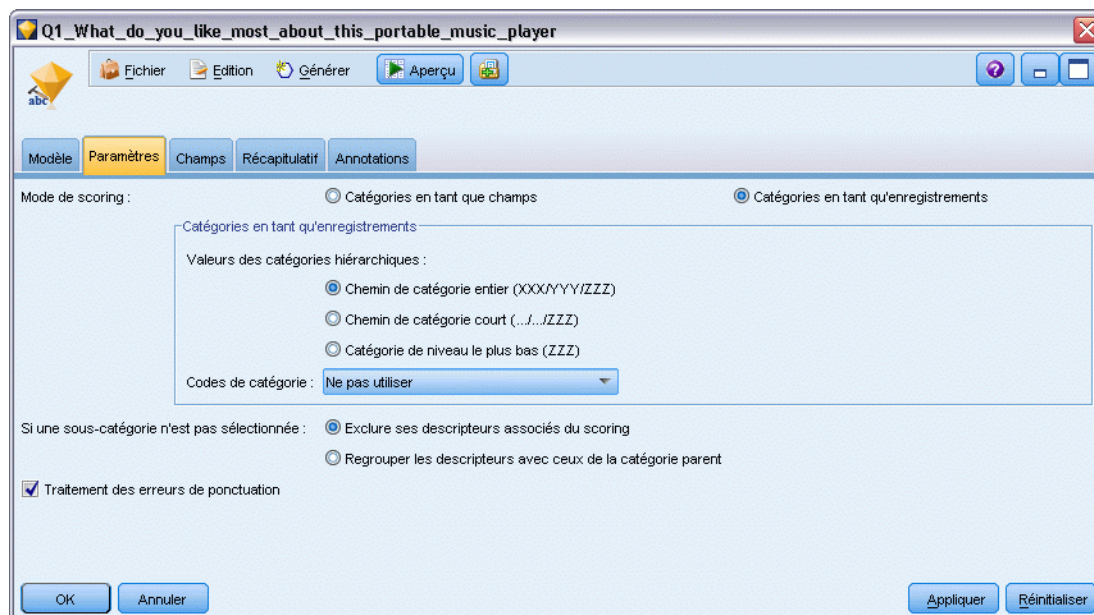 Q1_What_do_you_like_most_about_this_portable_music_player
Fichier Edition Générer Aperçu
abc
Modèle Paramètres Champs Récapitulatif Annotations
Mode de scoring : Catégories en tant que champs Catégories en tant qu'enregistrements
Catégories en tant qu'enregistrements
Valeurs des catégories hiérarchiques :
Chemin de catégorie entier (XXX/YYY/ZZZ)
Chemin de catégorie court (.../.../ZZZ)
Catégorie de niveau le plus bas (ZZZ)
Codes de catégorie : Ne pas utiliser
Si une sous-catégorie n'est pas sélectionnée : Exclure ses descripteurs associés du scoring
Regrouper les descripteurs avec ceux de la catégorie parent
Traitement des erreurs de ponctuation
OK Annuler Appliquer Réinitialiser